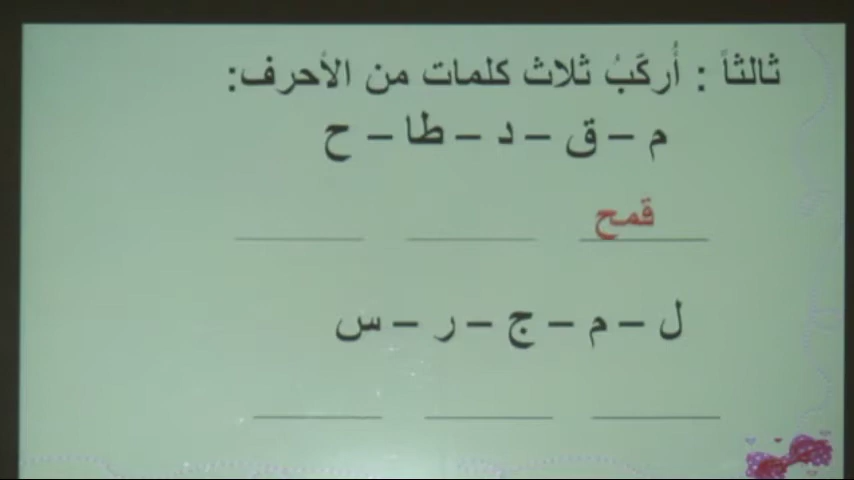 ثالثاً : أُركَبُ ثلاث كلمات من الأحرف:
م – ق – د – طا – ح
قمح
ل – م – ج – ر – س